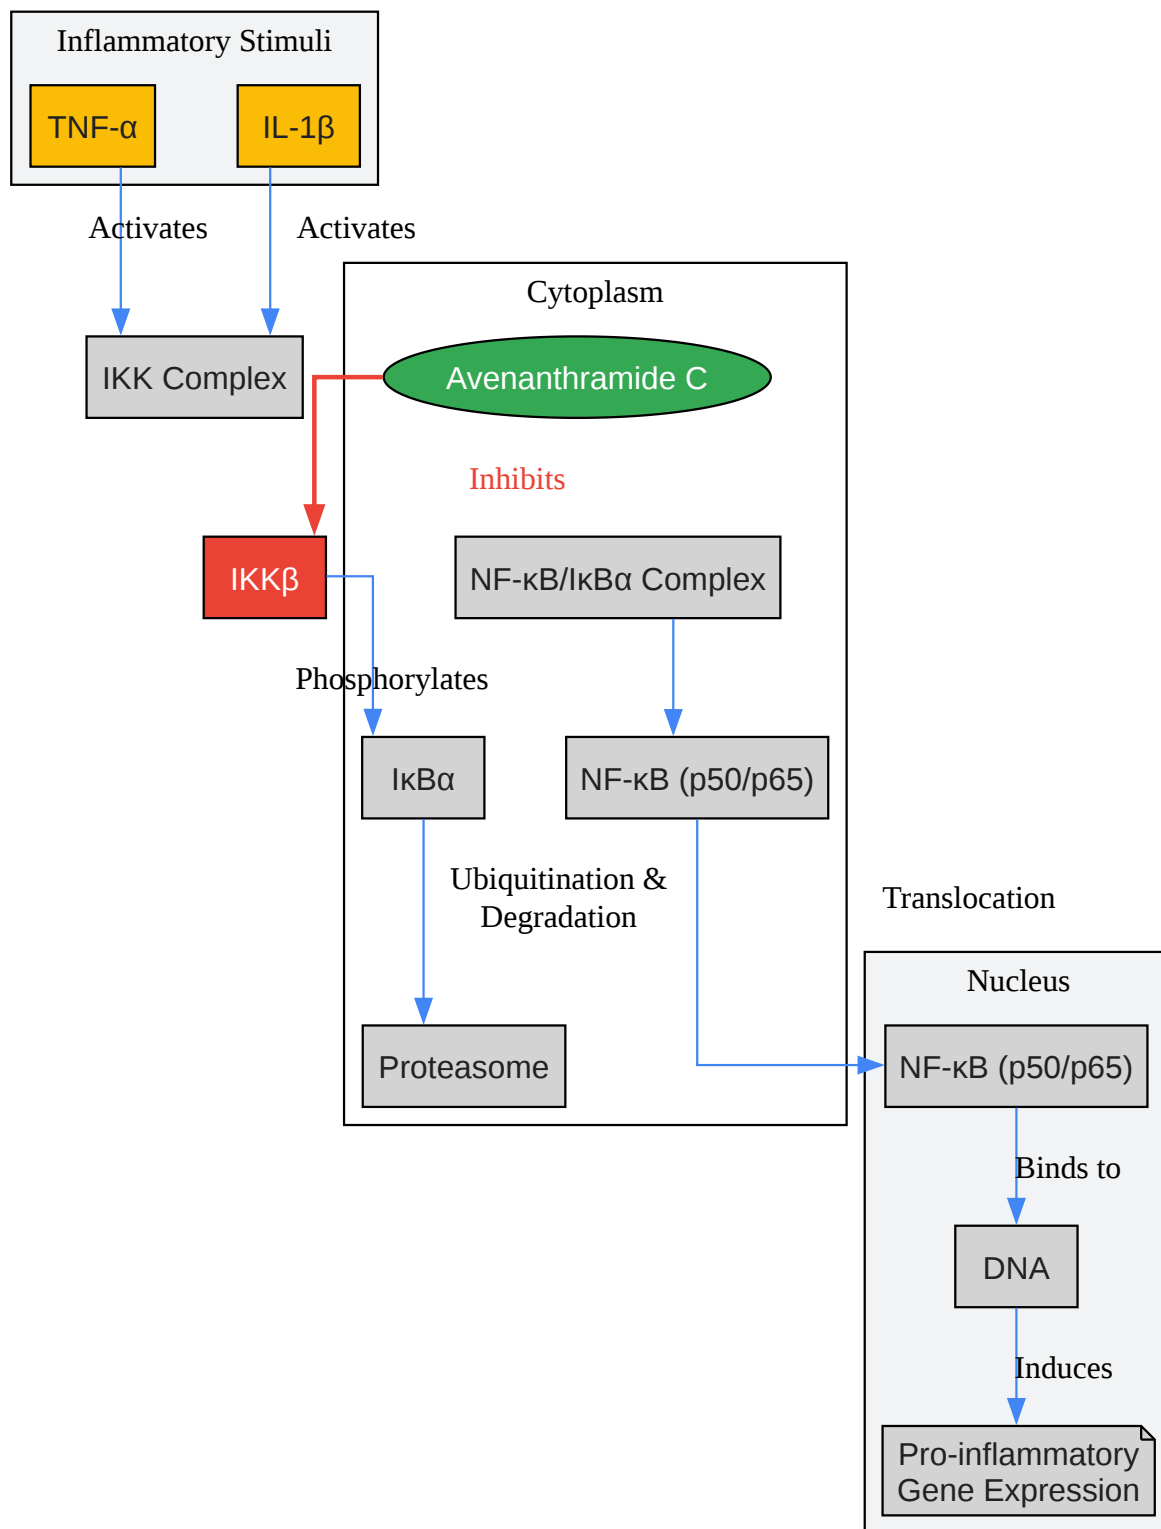 Inflammatory Stimuli
TNF-α
IL-1β
Activates
Activates
Cytoplasm
IKK Complex
Avenanthramide C
Inhibits
IKKβ
NF-κB/IκBα Complex
Phosphorylates
IκBα
NF-κB (p50/p65)
Ubiquitination &
Degradation
Translocation
Nucleus
Proteasome
NF-κB (p50/p65)
Binds to
DNA
Induces
Pro-inflammatory
Gene Expression